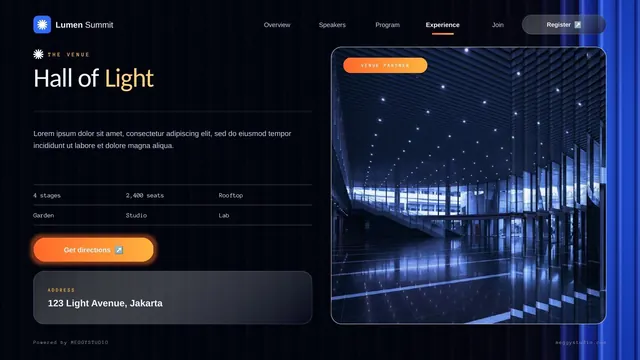 Lumen Summit
Overview
Speakers
Program
Experience
Join
Register
THE VENUE
Hall of Light
VENUE PARTNER
Lorem ipsum dolor sit amet, consectetur adipiscing elit, sed do eiusmod tempor
incididunt ut labore et dolore magna aliqua.
4 stages
2,400 seats
Rooftop
Garden
Studio
Lab
Get directions
ADDRESS
123 Light Avenue, Jakarta
Powered by MEGGYSTUDIO
meggystudio.com